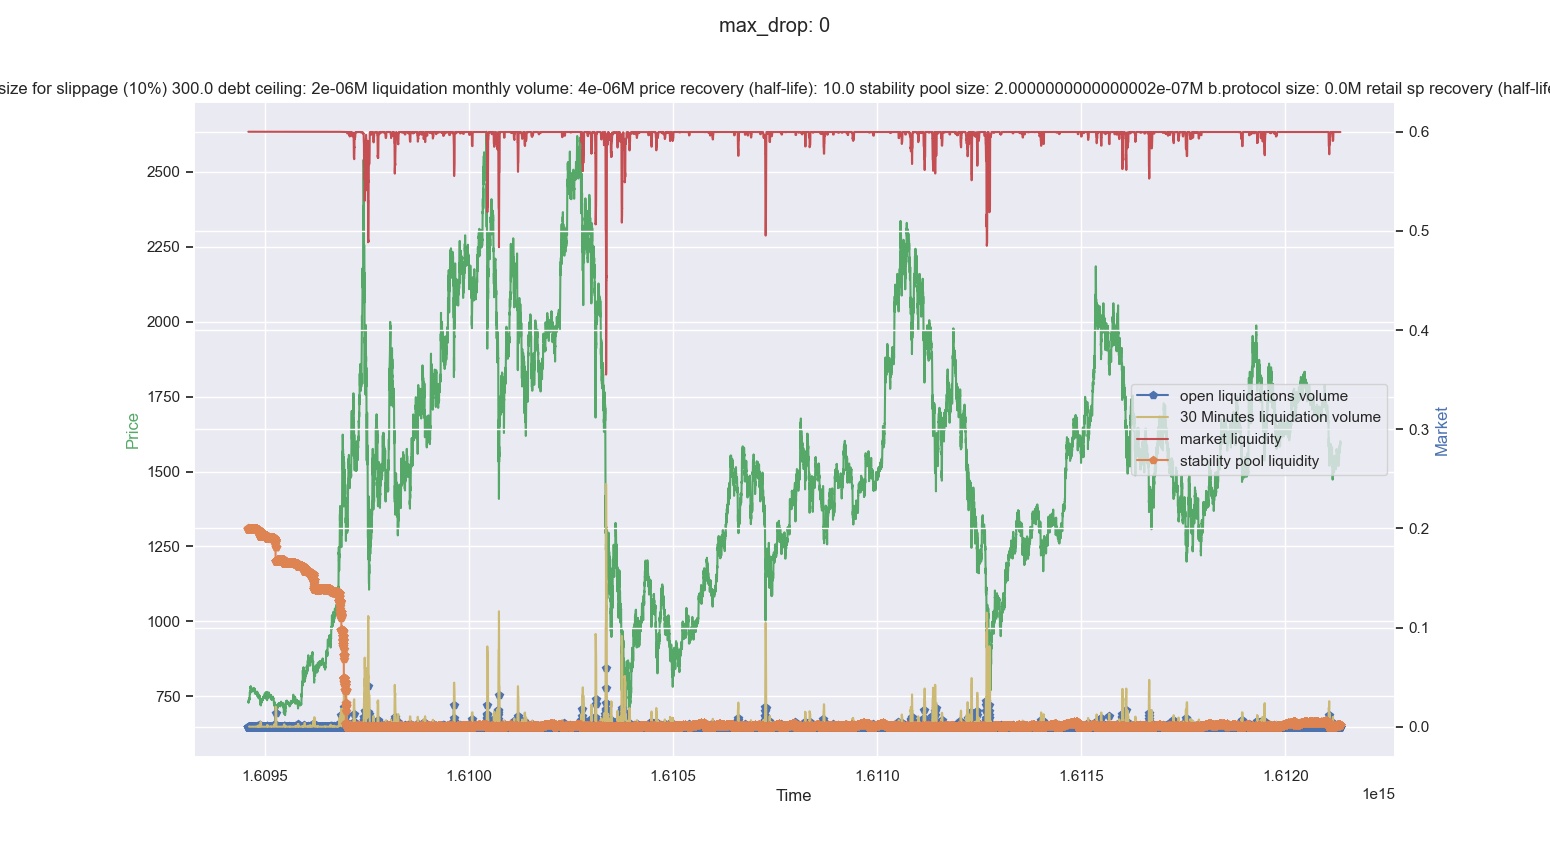 max_drop: 0
size for slippage (10%) 300.0 debt ceiling: 2e-06M liquidation monthly volume: 4e-06M price recovery (half-life): 10.0 stability pool size: 2.0000000000000002e-07M b.protocol size: 0.0M retail sp recovery (half-life
2500
2250
2000
1750
1500
1250
1000
750
Price
0.6
0.5
0.4
0.3
0.2
0.1
0.0
Market
open liquidations volume
30 Minutes liquidation volume
market liquidity
stability pool liquidity
1.6095 1.6100 1.6105 1.6110 1.6115 1.6120
Time
1e15